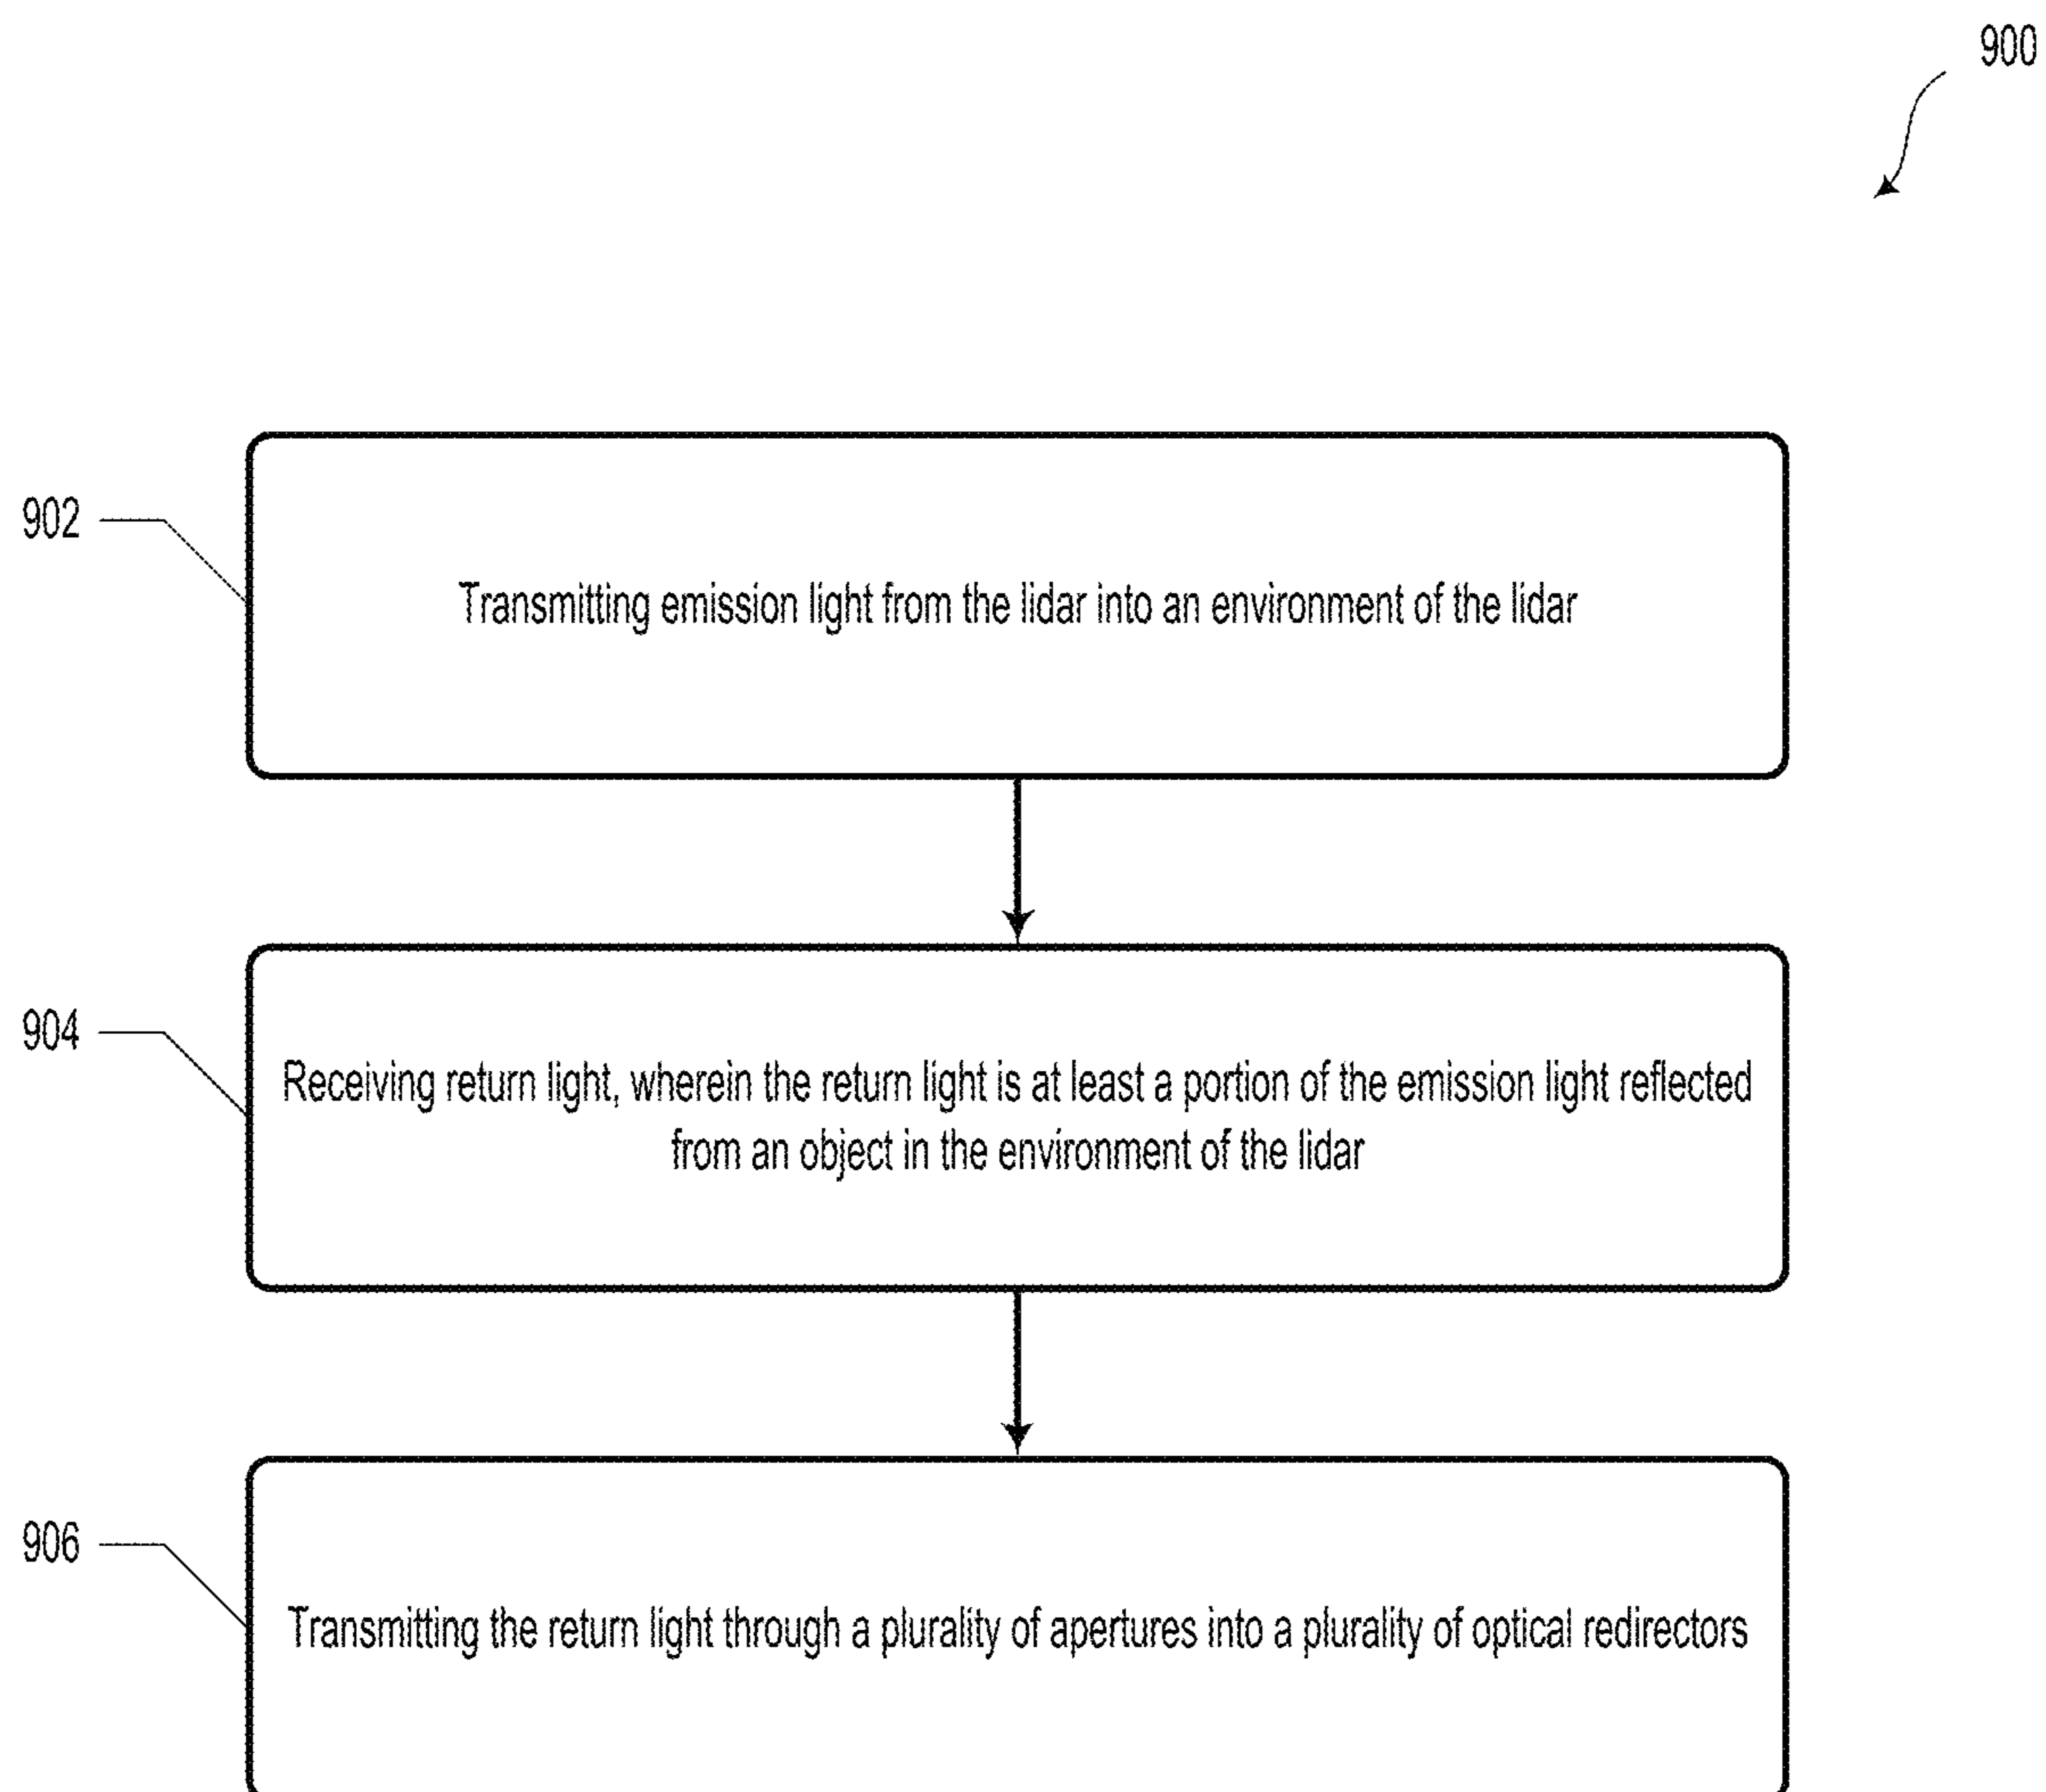 900
902
Transmitting emission light from the lidar into an environment of the lidar
904
Receiving return light, wherein the return light is at least a portion of the emission light reflected
from an object in the environment of the lidar
906
Transmitting the return light through a plurality of apertures into a plurality of optical redirectors